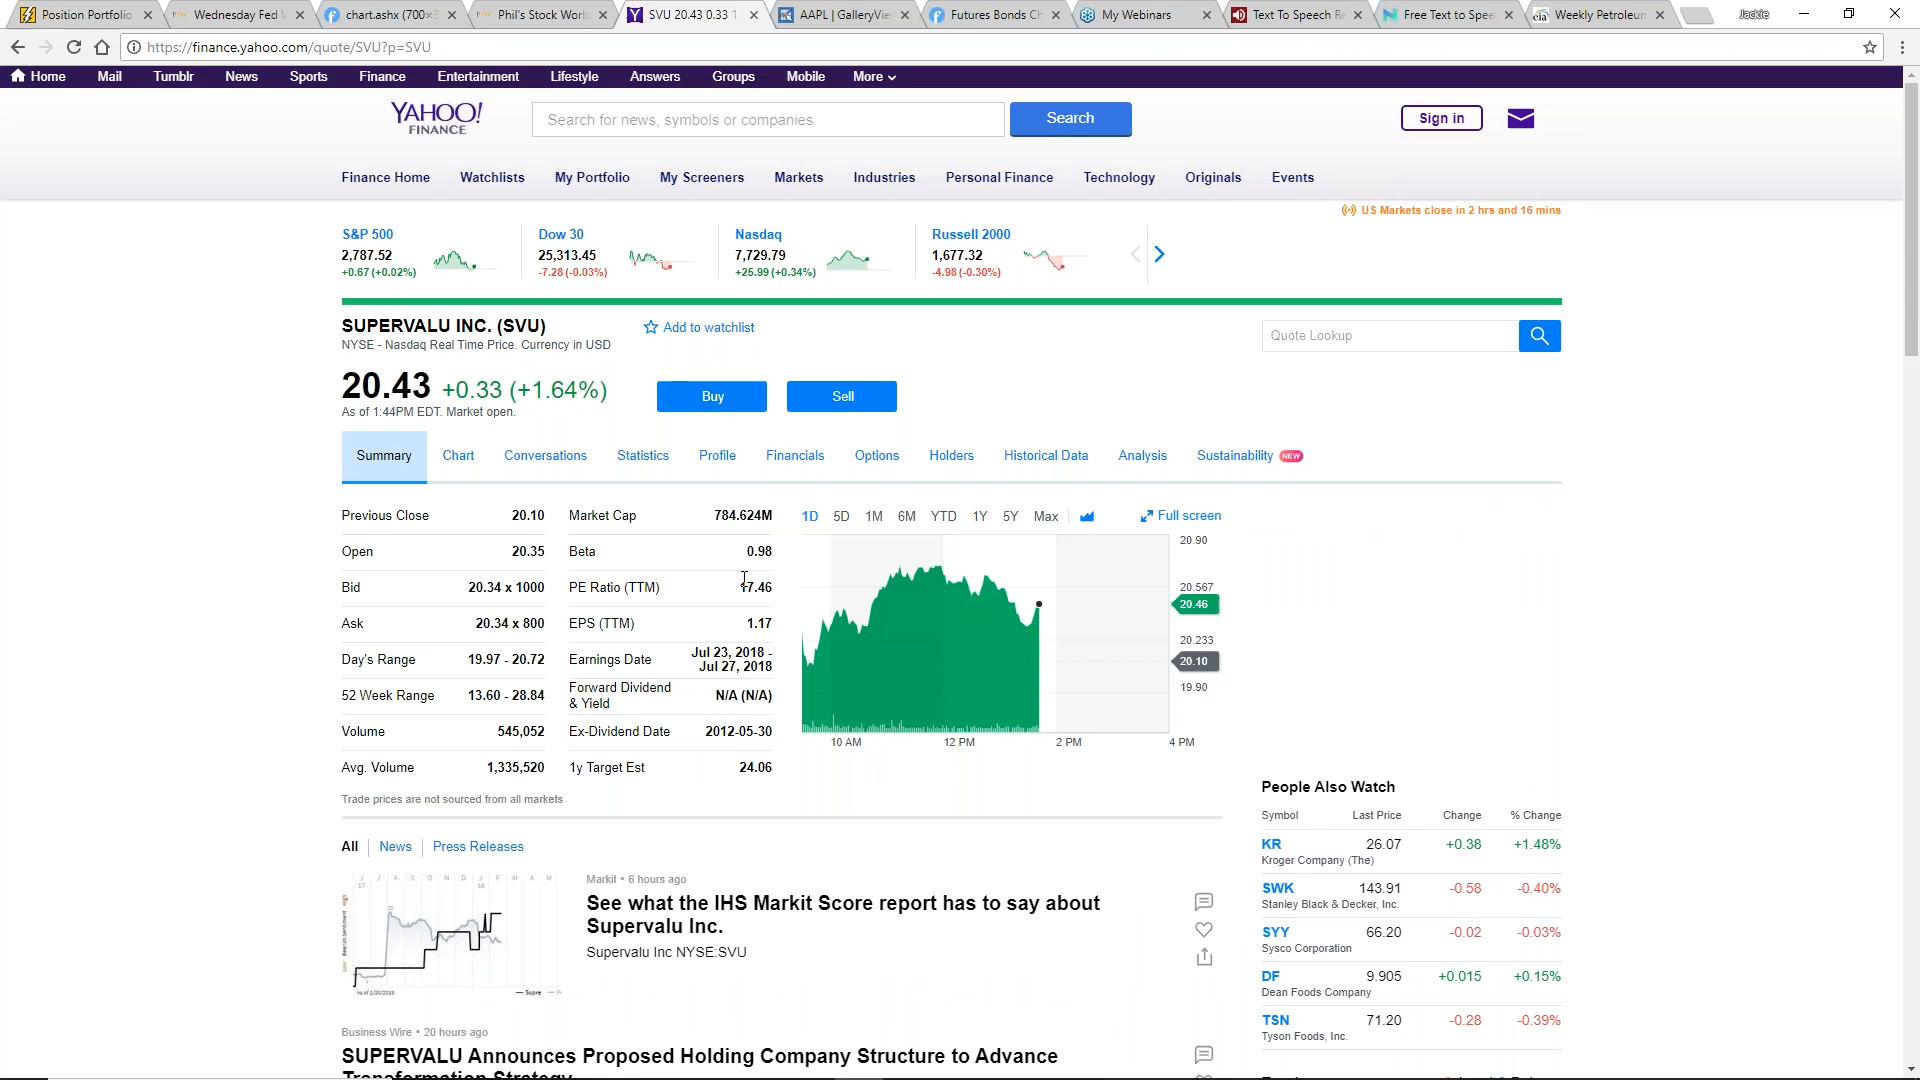 Position Portfolio
Wednesday Fed
chart.ashx (700×
Phil's Stock World
SVU 20.43 0.33 1
AAPL | GalleryVie
Futures Bonds C
My Webinars
Text To Speech R
Free Text to Spee
eia Weekly Petroleum
Jackie
https://finance.yahoo.com/quote/SVU?p=SVU
Home Mail Tumblr News Sports Finance Entertainment Lifestyle Answers Groups Mobile More
YAHOO!
FINANCE
Search for news, symbols or companies
Search
Sign in
Finance Home Watchlists My Portfolio My Screeners Markets Industries Personal Finance Technology Originals Events
US Markets close in 2 hrs and 16 mins
S&P 500
2,787.52
+0.67 (+0.02%)
Dow 30
25,313.45
-7.28 (-0.03%)
Nasdaq
7,729.79
+25.99 (+0.34%)
Russell 2000
1,677.32
-4.98 (-0.30%)
SUPERVALU INC. (SVU)
Add to watchlist
NYSE - Nasdaq Real Time Price. Currency in USD
Quote Lookup
20.43 +0.33 (+1.64%)
As of 1:44PM EDT. Market open.
Buy
Sell
Summary Chart Conversations Statistics Profile Financials Options Holders Historical Data Analysis Sustainability NEW
Previous Close 20.10
Open 20.35
Bid 20.34 x 1000
Ask 20.34 x 800
Day's Range 19.97 - 20.72
52 Week Range 13.60 - 28.84
Volume 545,052
Avg. Volume 1,335,520
Market Cap 784.624M
Beta 0.98
PE Ratio (TTM) 17.46
EPS (TTM) 1.17
Earnings Date Jul 23, 2018 -
Jul 27, 2018
Forward Dividend
& Yield N/A (N/A)
Ex-Dividend Date 2012-05-30
1y Target Est 24.06
Trade prices are not sourced from all markets
1D 5D 1M 6M YTD 1Y 5Y Max
Full screen
20.90
20.567
20.46
20.233
20.10
19.90
10 AM 12 PM 2 PM 4 PM
All News Press Releases
Markit • 6 hours ago
See what the IHS Markit Score report has to say about
Supervalu Inc.
Supervalu Inc NYSE:SVU
Score
Business Wire • 20 hours ago
SUPERVALU Announces Proposed Holding Company Structure to Advance
Transformation Strategy
People Also Watch
Symbol Last Price Change % Change
KR 26.07 +0.38 +1.48%
Kroger Company (The)
SWK 143.91 -0.58 -0.40%
Stanley Black & Decker, Inc.
SYY 66.20 -0.02 -0.03%
Sysco Corporation
DF 9.905 +0.015 +0.15%
Dean Foods Company
TSN 71.20 -0.28 -0.39%
Tyson Foods, Inc.